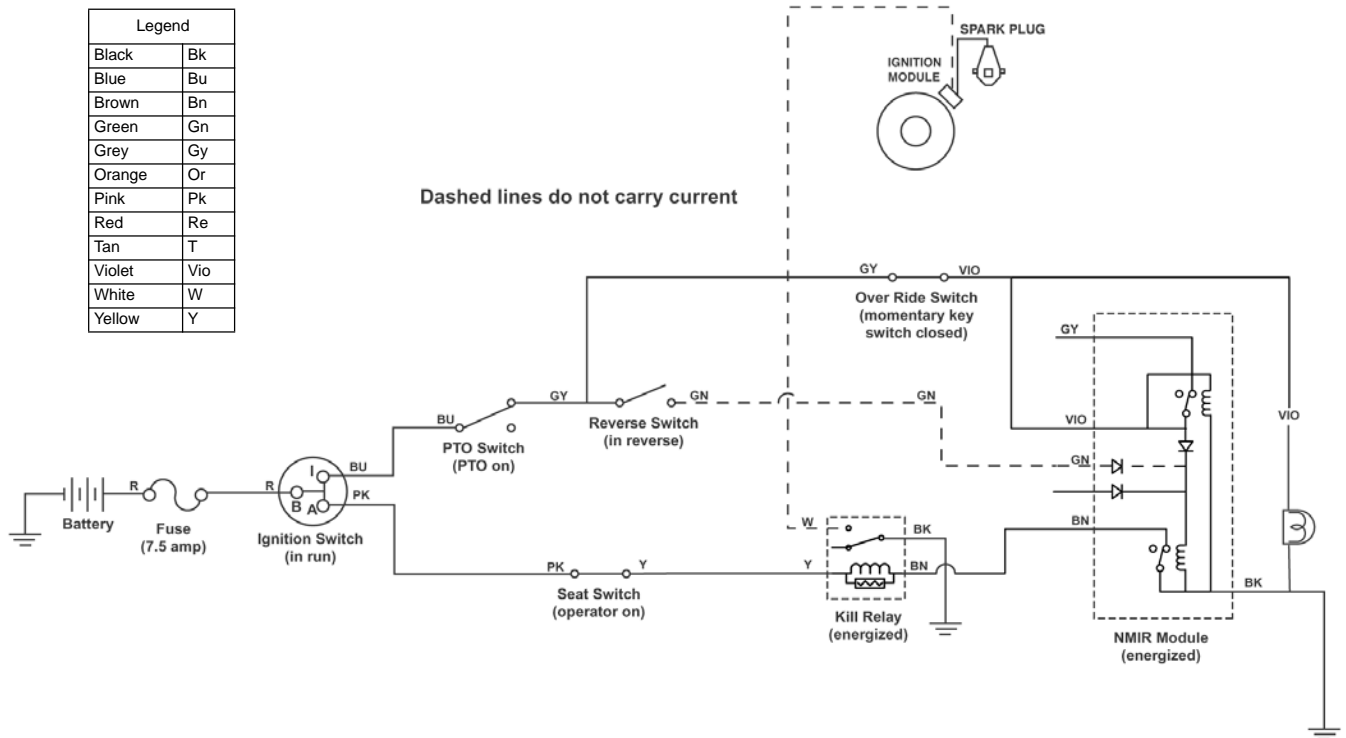 Legend
Black Bk
Blue Bu
Brown Bn
Green Gn
Grey Gy
Orange Or
Pink Pk
Red Re
Tan T
Violet Vio
White W
Yellow Y
SPARK PLUG
IGNITION
MODULE
Dashed lines do not carry current
GY
VIO
Over Ride Switch
(momentary key
switch closed)
GY
VIO
GN
BN
BK
VIO
NMIR Module
(energized)
BU
GY
PTO Switch
(PTO on)
Reverse Switch
(in reverse)
GN
GN
R
Battery
Fuse
(7.5 amp)
R
I
B
A
BU
PK
Ignition Switch
(in run)
PK
Y
Seat Switch
(operator on)
W
BK
Y
BN
Kill Relay
(energized)